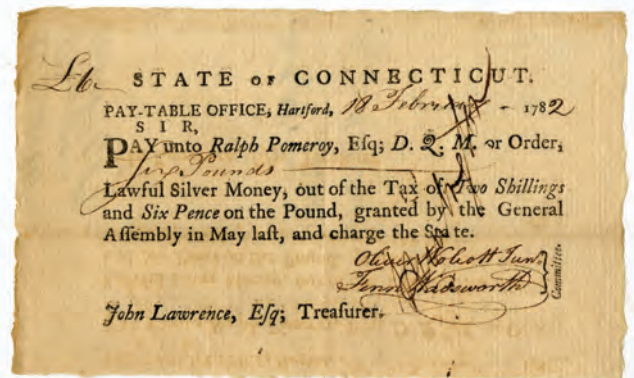 £6. STATE OF CONNECTICUT.
PAY-TABLE OFFICE, Hartford, 18 February - 1782
SIR,
PAY unto Ralph Pomeroy, Esq; D. Q. M. or Order,
Six Pounds
Lawful Silver Money, out of the Tax of Two Shillings
and Six Pence on the Pound, granted by the General
Aſſembly in May laſt, and charge the State.
Oliver Wolcott Jun.
Fenn Wadsworth
Committee.
John Lawrence, Eſq; Treaſurer.